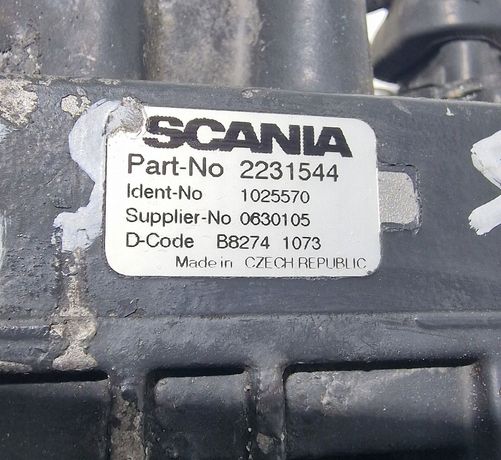 SCANIA
Part-No 2231544
Ident-No 1025570
Supplier-No 0630105
D-Code B8274 1073
Made in CZECH REPUBLIC